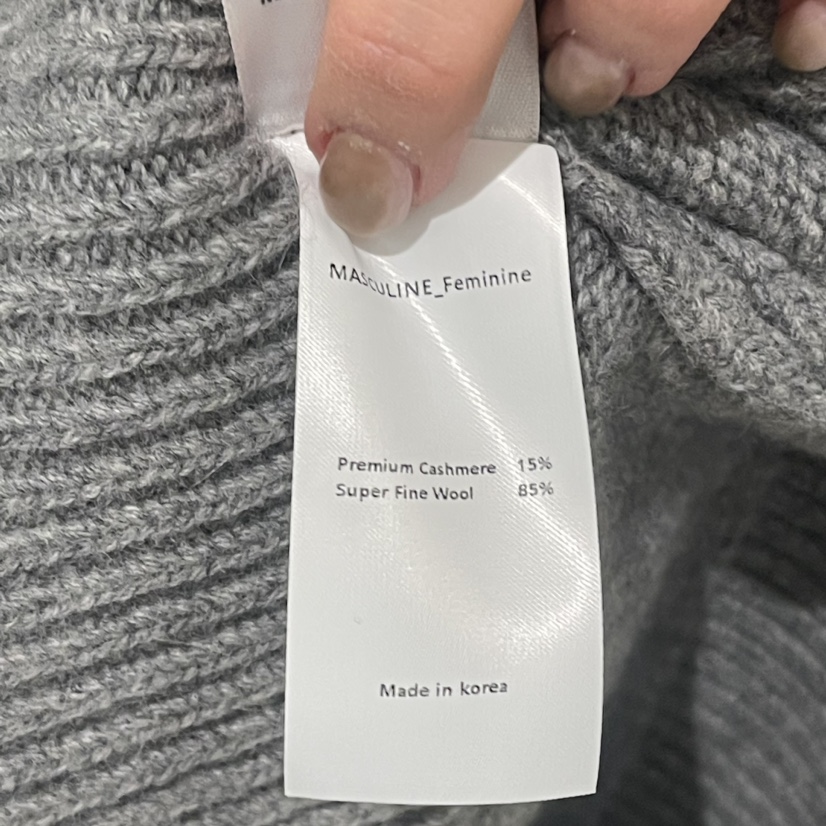 MASCULINE_Feminine
Premium Cashmere 15%
Super Fine Wool 85%
Made in korea